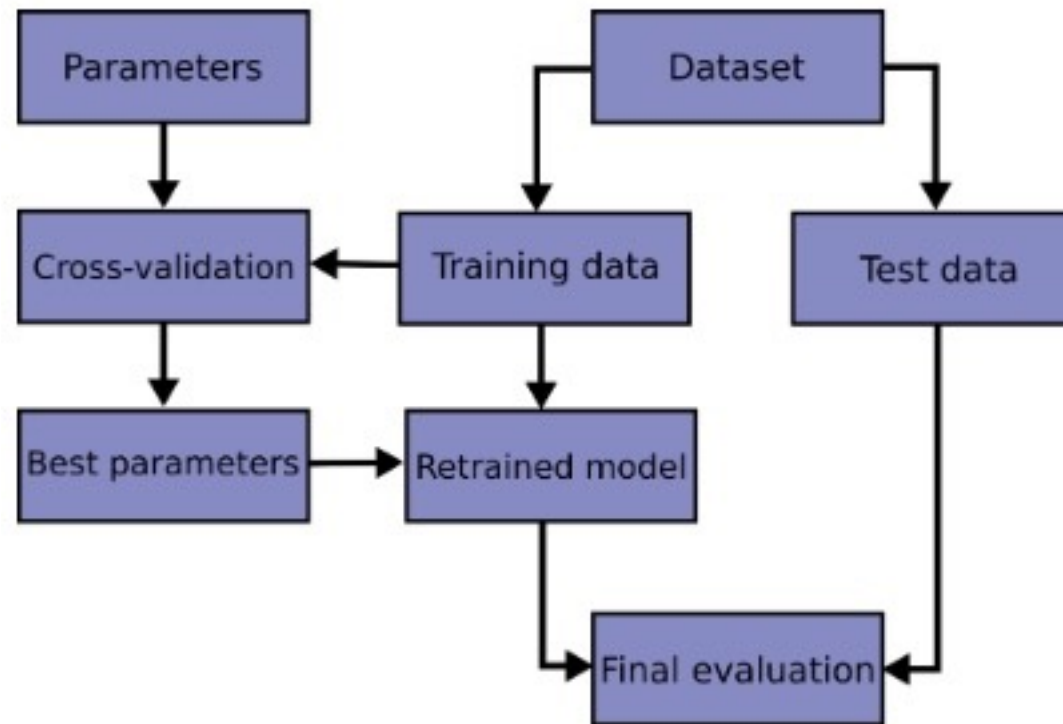 Parameters
Dataset
Cross-validation
Training data
Test data
Best parameters
Retrained model
Final evaluation